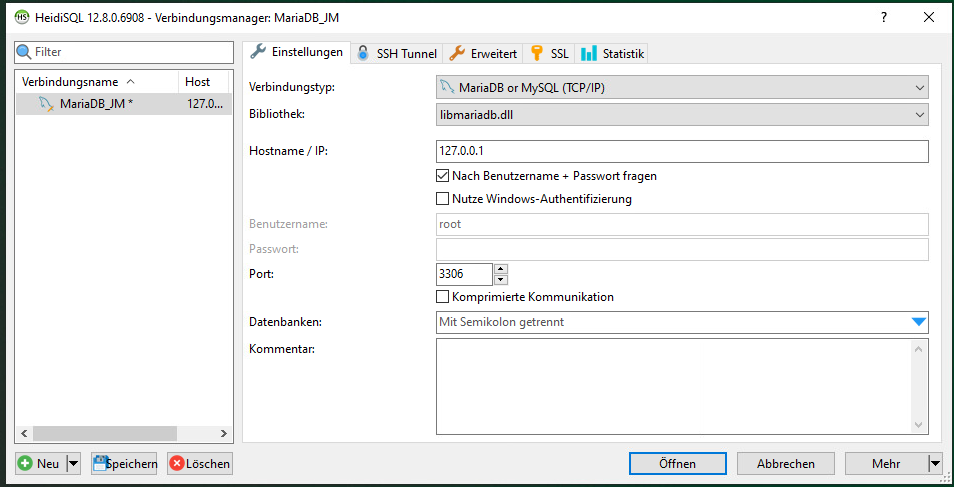 HeidiSQL 12.8.0.6908 - Verbindungsmanager: MariaDB_JM
Filter
Verbindungsname Host
MariaDB_JM * 127.0...
Einstellungen SSH Tunnel Erweitert SSL Statistik
Verbindungstyp: MariaDB or MySQL (TCP/IP)
Bibliothek: libmariadb.dll
Hostname / IP: 127.0.0.1
Nach Benutzername + Passwort fragen
Nutze Windows-Authentifizierung
Benutzername: root
Passwort:
Port: 3306
Komprimierte Kommunikation
Datenbanken: Mit Semikolon getrennt
Kommentar:
Neu Speichern Löschen Öffnen Abbrechen Mehr